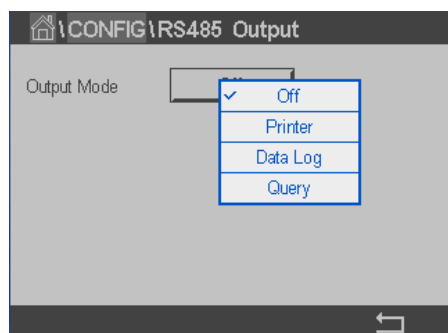 \CONFIG\RS485 Output
Output Mode
Off
Printer
Data Log
Query